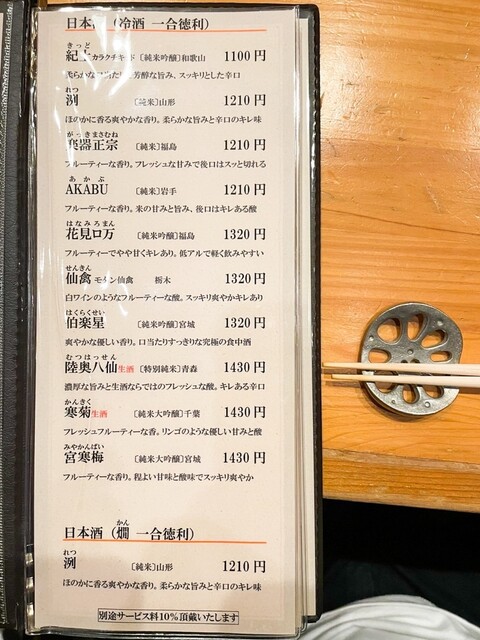 日本酒（冷酒 一合徳利）
きっど
紀土カラクチキッド〔純米吟醸〕和歌山 1100円
柔らかな口当たり、芳醇な旨み、スッキリとした辛口
れつ
洌 〔純米〕山形 1210円
ほのかに香る爽やかな香り。柔らかな旨みと辛口のキレ味
がっきまさむね
楽器正宗 〔純米〕福島 1210円
フルーティーな香り。フレッシュな甘みで後口はスッと切れる
あかぶ
AKABU 〔純米〕岩手 1210円
フルーティーな香り。米の甘みと旨み、後口はキレある酸
はなみろまん
花見ロ万 〔純米吟醸〕福島 1320円
フルーティーでやや甘くキレあり。低アルで軽く飲みやすい
せんきん
仙禽 モダン仙禽 栃木 1320円
白ワインのようなフルーティーな酸。スッキリ爽やかキレあり
はくらくせい
伯楽星 〔純米吟醸〕宮城 1320円
爽やかな優しい香り。口当たりすっきりな究極の食中酒
むつはっせん
陸奥八仙生酒 〔特別純米〕青森 1430円
濃厚な旨みと生酒ならではのフレッシュな酸。キレある辛口
かんきく
寒菊生酒 〔純米大吟醸〕千葉 1430円
フレッシュフルーティーな香。リンゴのような優しい甘みと酸
みやかんばい
宮寒梅 〔純米大吟醸〕宮城 1430円
フルーティーな香り。程よい甘味と酸味でスッキリ爽やか
かん
日本酒（燗 一合徳利）
れつ
洌 〔純米〕山形 1210円
ほのかに香る爽やかな香り。柔らかな旨みと辛口のキレ味
別途サービス料10％頂戴いたします